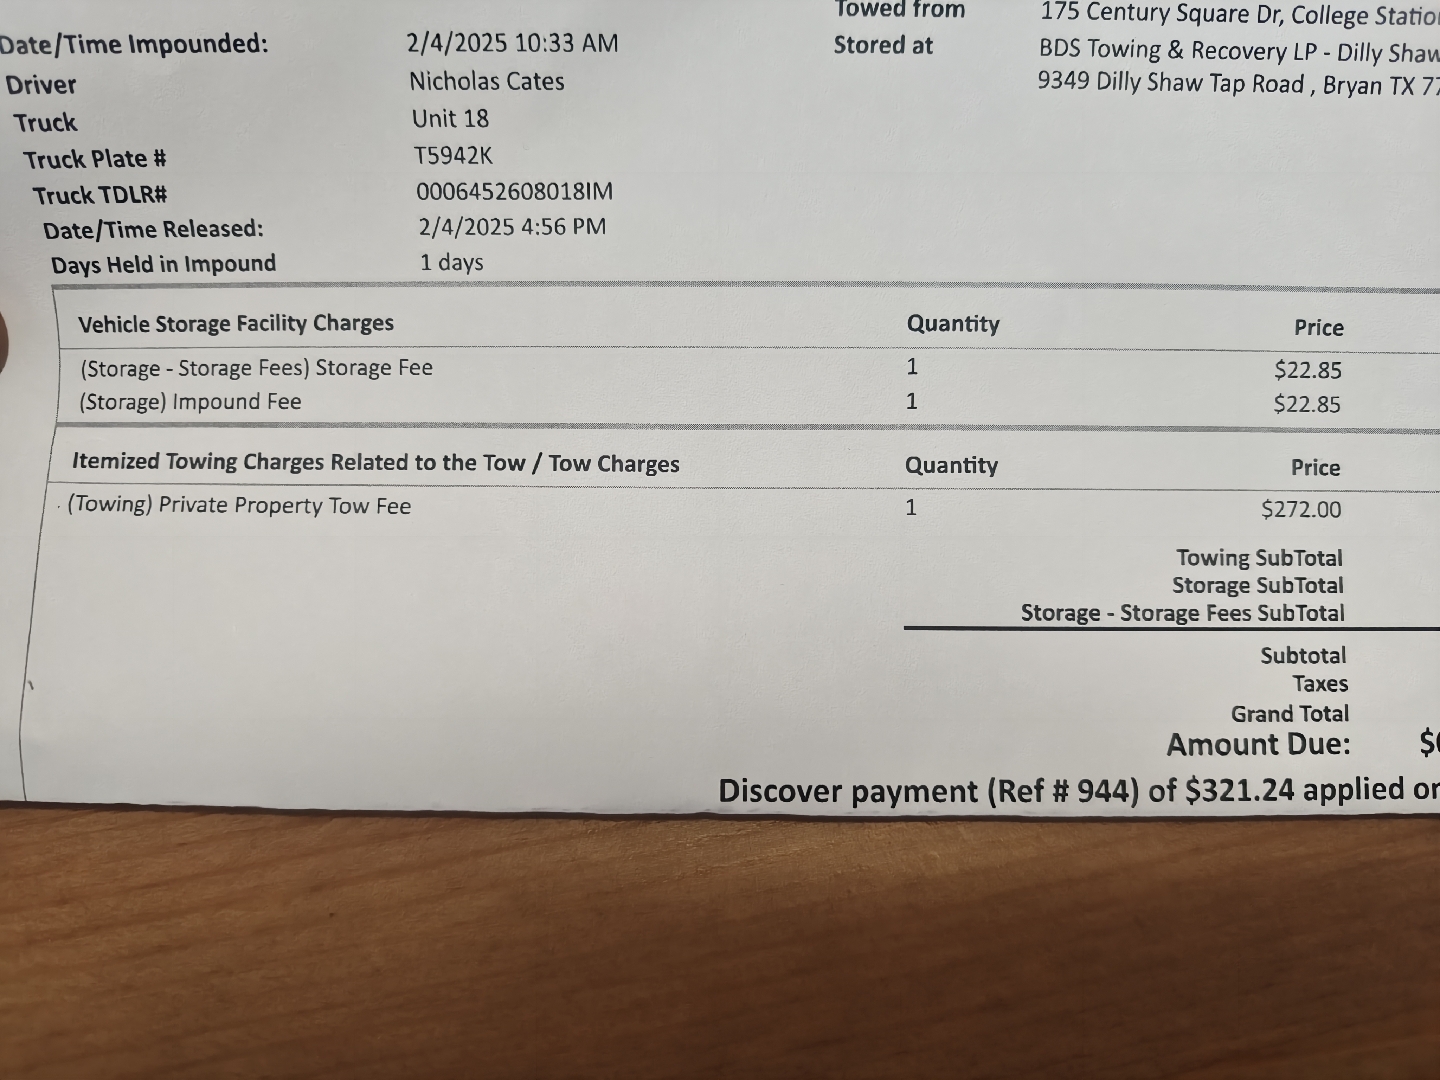 Towed from 175 Century Square Dr, College Statio
Date/Time Impounded: 2/4/2025 10:33 AM Stored at BDS Towing & Recovery LP - Dilly Shaw
Driver Nicholas Cates 9349 Dilly Shaw Tap Road , Bryan TX 77
Truck Unit 18
Truck Plate # T5942K
Truck TDLR# 0006452608018IM
Date/Time Released: 2/4/2025 4:56 PM
Days Held in Impound 1 days
Vehicle Storage Facility Charges Quantity Price
(Storage - Storage Fees) Storage Fee 1 $22.85
(Storage) Impound Fee 1 $22.85
Itemized Towing Charges Related to the Tow / Tow Charges Quantity Price
(Towing) Private Property Tow Fee 1 $272.00
Towing SubTotal
Storage SubTotal
Storage - Storage Fees SubTotal
Subtotal
Taxes
Grand Total
Amount Due: $
Discover payment (Ref # 944) of $321.24 applied on